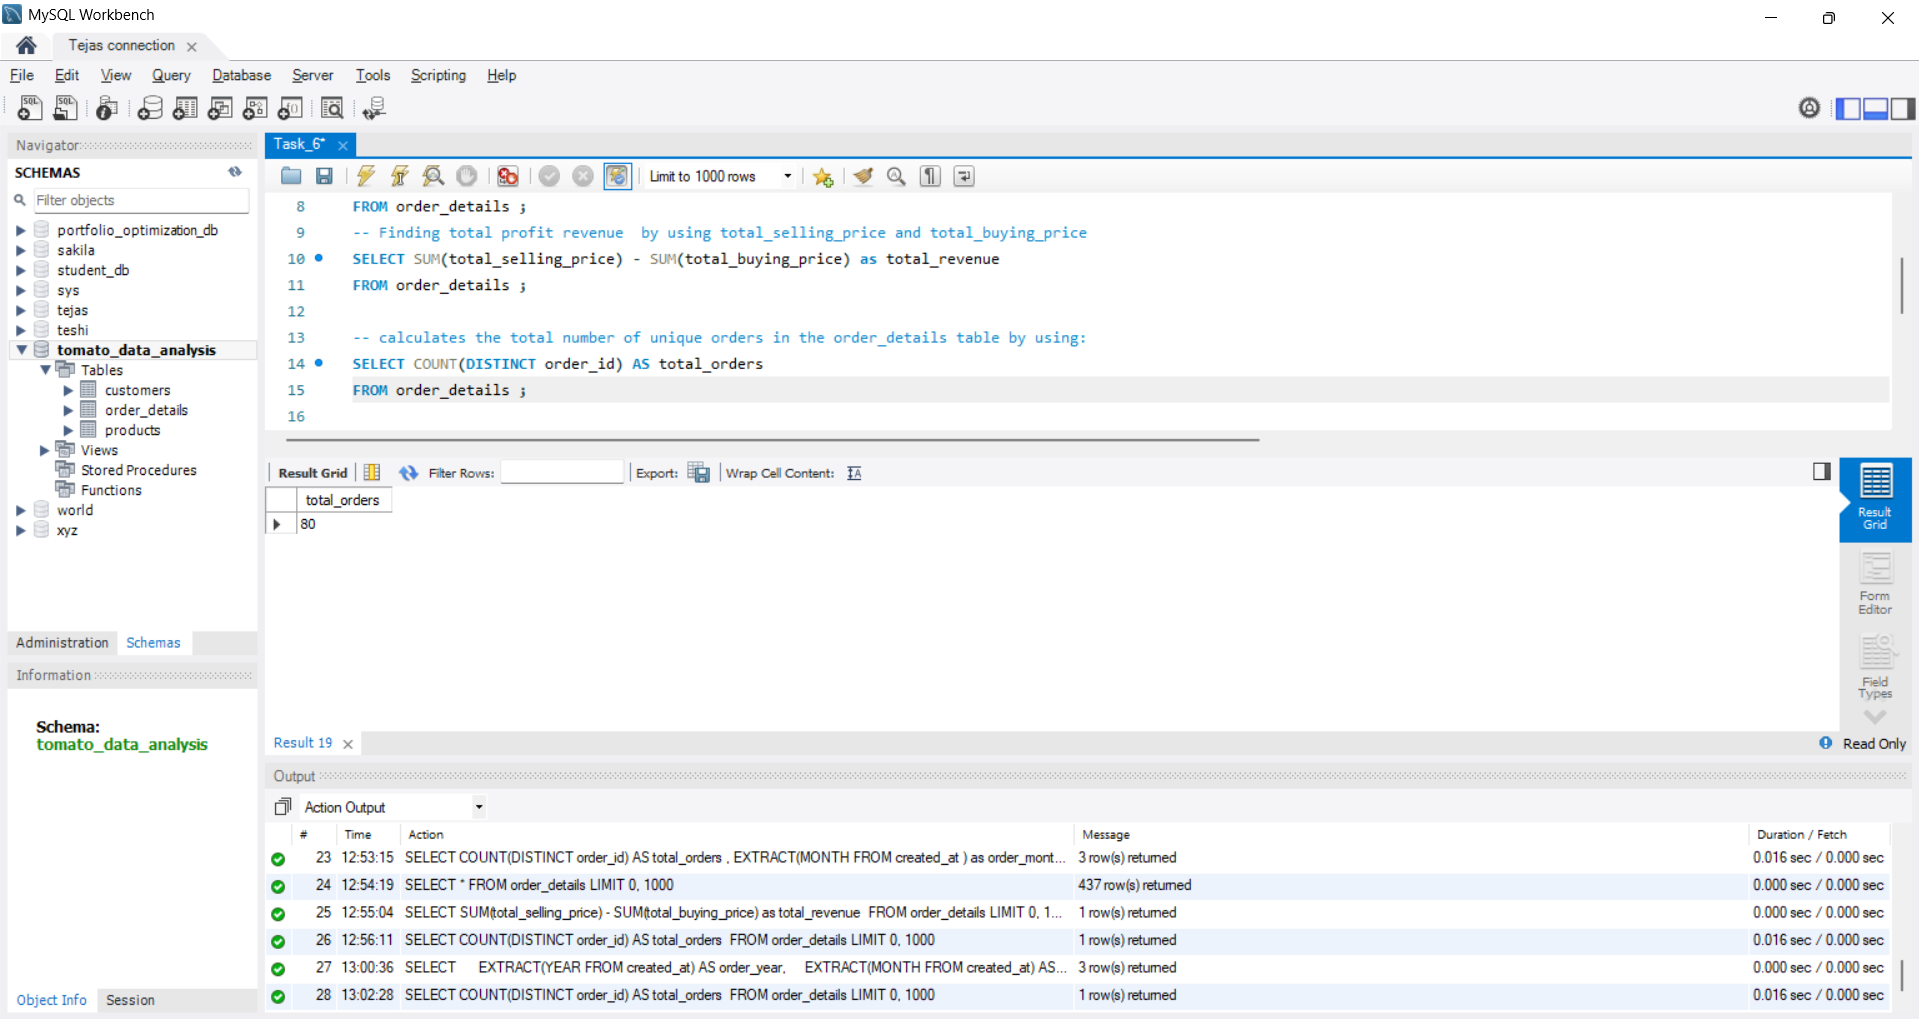 MySQL Workbench
Tejas connection
File Edit View Query Database Server Tools Scripting Help
Navigator
SCHEMAS
Filter objects
portfolio_optimization_db
sakila
student_db
sys
tejas
teshi
tomato_data_analysis
Tables
customers
order_details
products
Views
Stored Procedures
Functions
world
xyz
Administration Schemas
Information
Schema:
tomato_data_analysis
Object Info Session
Task_6*
Limit to 1000 rows
8 FROM order_details ;
9 -- Finding total profit revenue  by using total_selling_price and total_buying_price
10 SELECT SUM(total_selling_price) - SUM(total_buying_price) as total_revenue
11 FROM order_details ;
12
13 -- calculates the total number of unique orders in the order_details table by using:
14 SELECT COUNT(DISTINCT order_id) AS total_orders
15 FROM order_details ;
16
Result Grid Filter Rows: Export: Wrap Cell Content:
total_orders
80
Result Grid
Form Editor
Field Types
Result 19
Read Only
Output
Action Output
# Time Action Message Duration / Fetch
23 12:53:15 SELECT COUNT(DISTINCT order_id) AS total_orders , EXTRACT(MONTH FROM created_at ) as order_mont... 3 row(s) returned 0.016 sec / 0.000 sec
24 12:54:19 SELECT * FROM order_details LIMIT 0, 1000 437 row(s) returned 0.000 sec / 0.000 sec
25 12:55:04 SELECT SUM(total_selling_price) - SUM(total_buying_price) as total_revenue  FROM order_details LIMIT 0, 1... 1 row(s) returned 0.000 sec / 0.000 sec
26 12:56:11 SELECT COUNT(DISTINCT order_id) AS total_orders  FROM order_details LIMIT 0, 1000 1 row(s) returned 0.016 sec / 0.000 sec
27 13:00:36 SELECT      EXTRACT(YEAR FROM created_at) AS order_year,     EXTRACT(MONTH FROM created_at) AS... 3 row(s) returned 0.000 sec / 0.000 sec
28 13:02:28 SELECT COUNT(DISTINCT order_id) AS total_orders  FROM order_details LIMIT 0, 1000 1 row(s) returned 0.016 sec / 0.000 sec